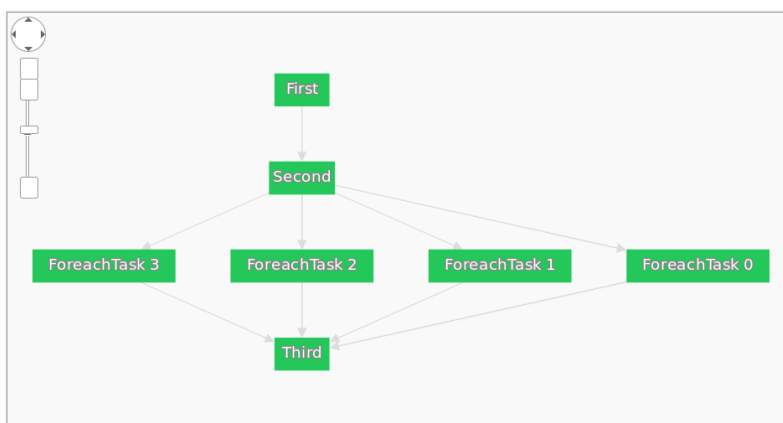 First
Second
ForeachTask 3
ForeachTask 2
ForeachTask 1
ForeachTask 0
Third